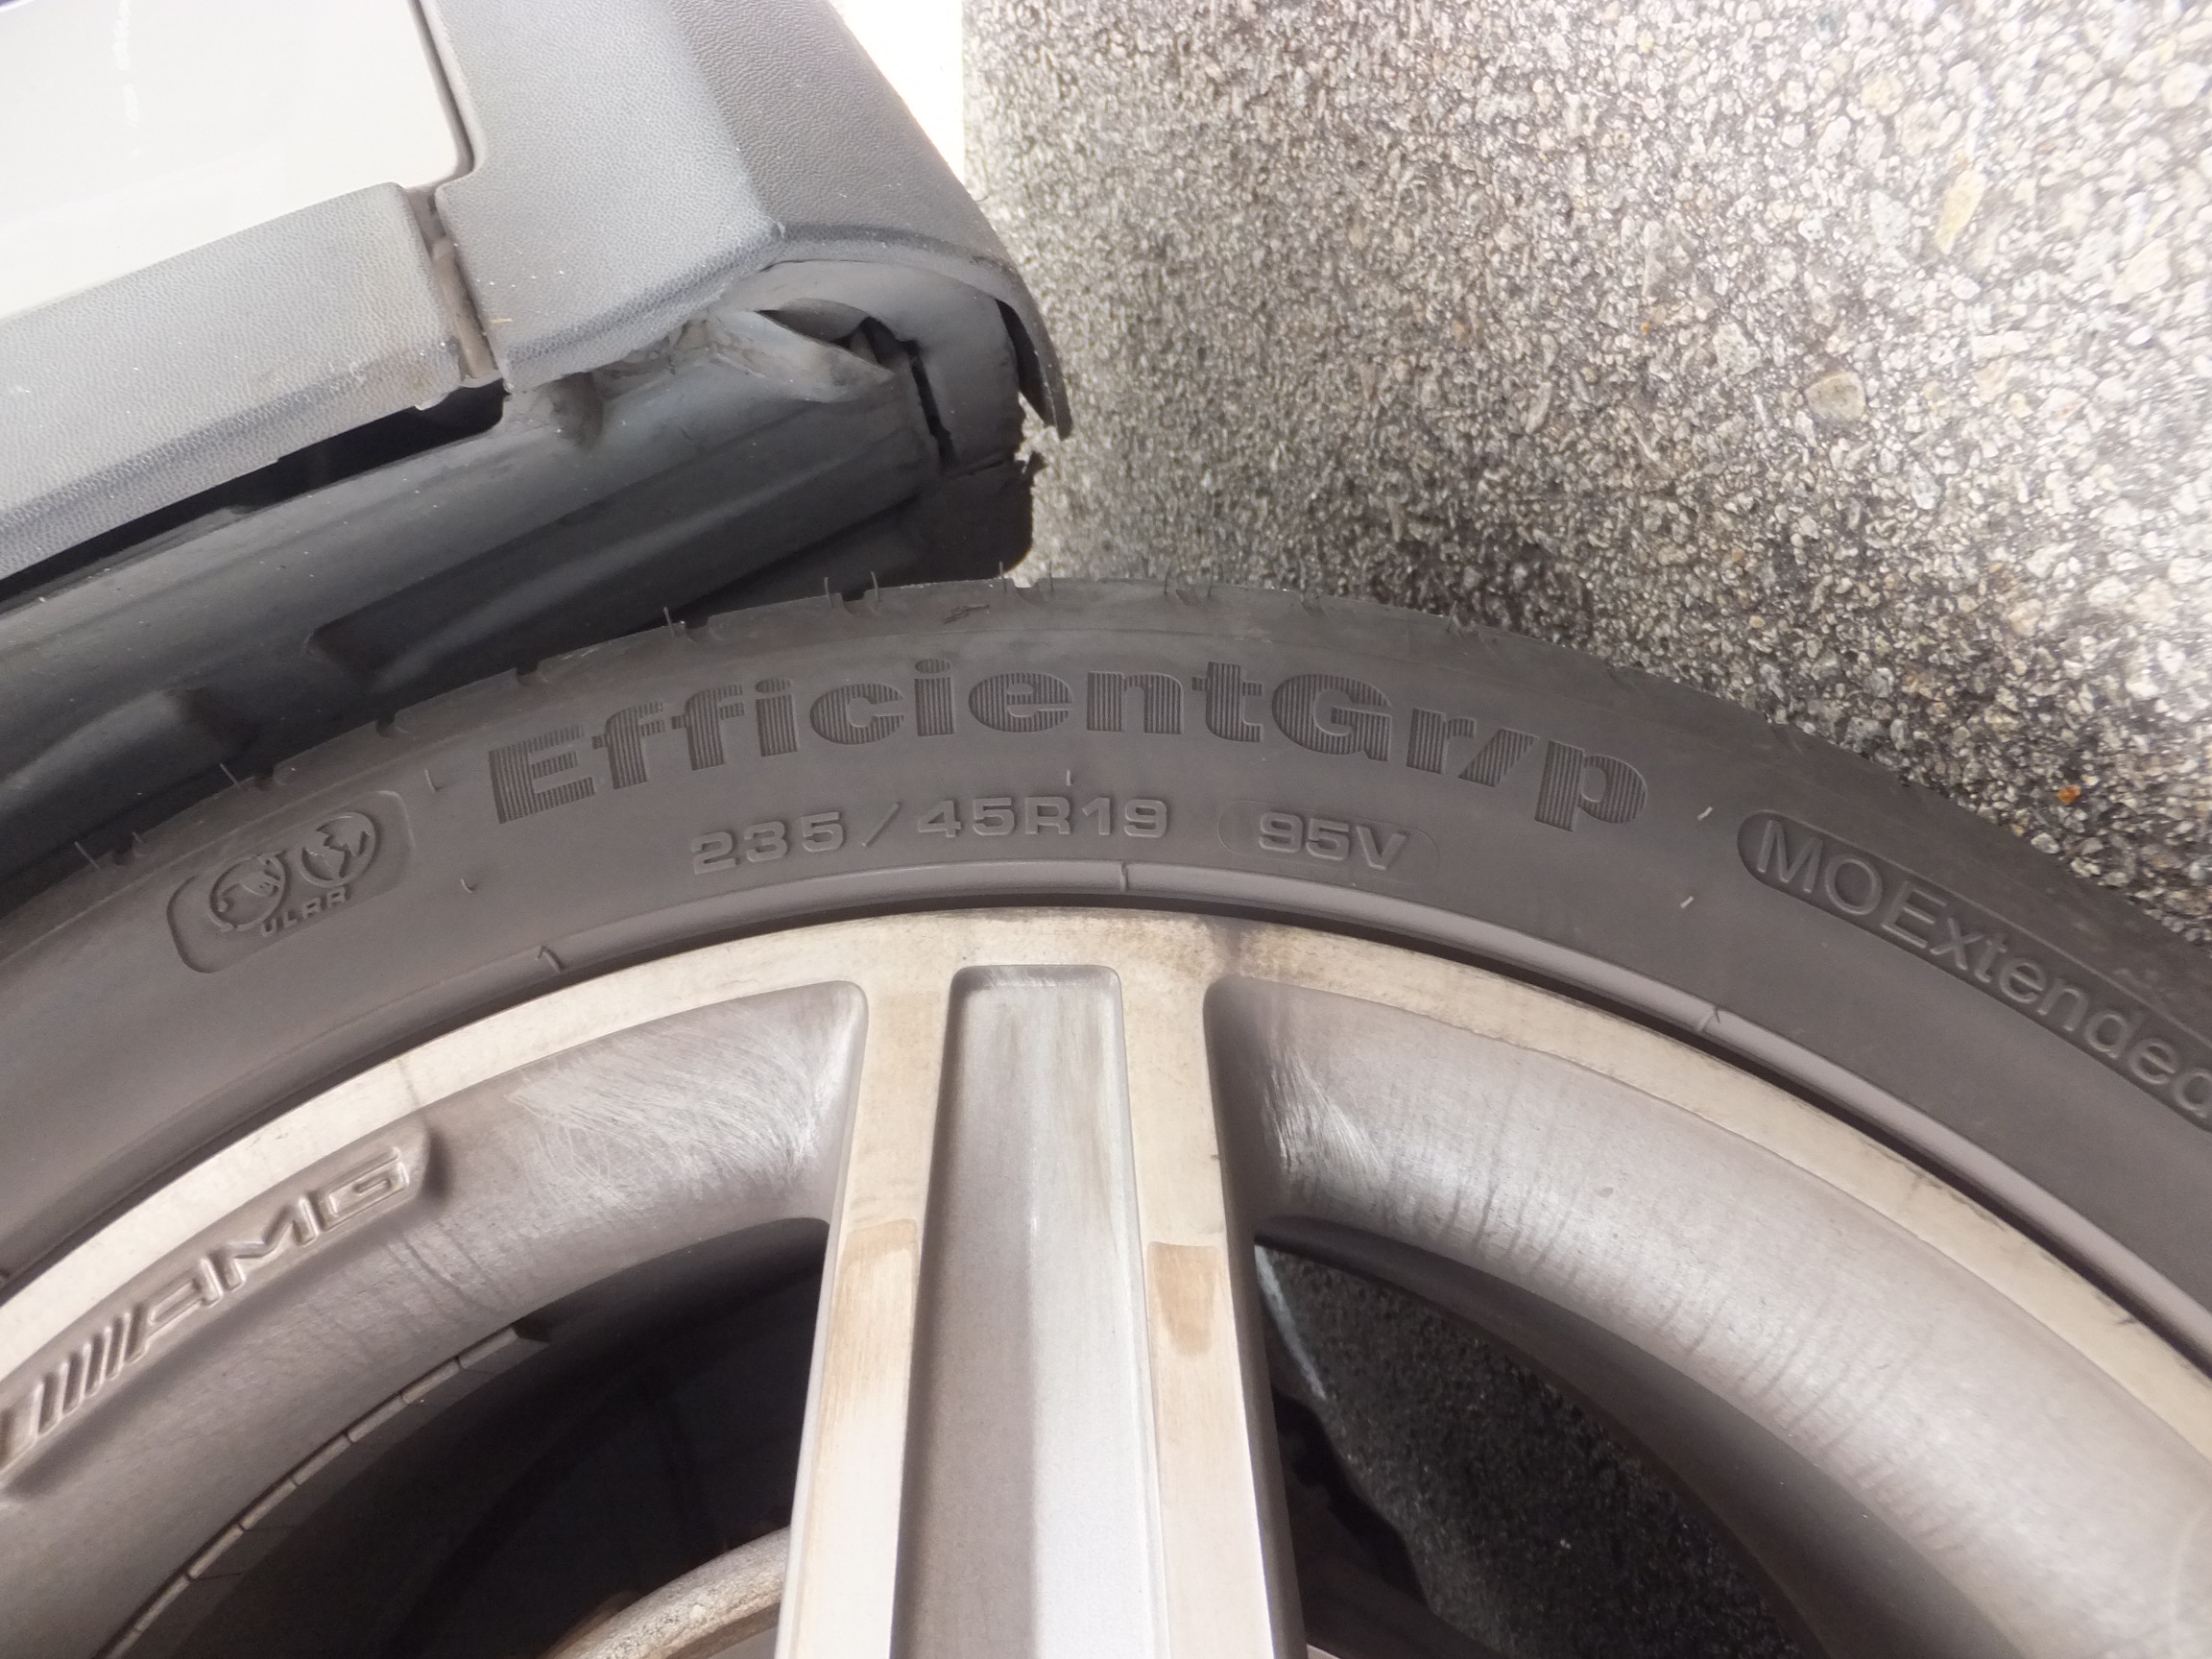 EfficientGrip
235/45R19 95V
MOExtended
ULRR
AMG